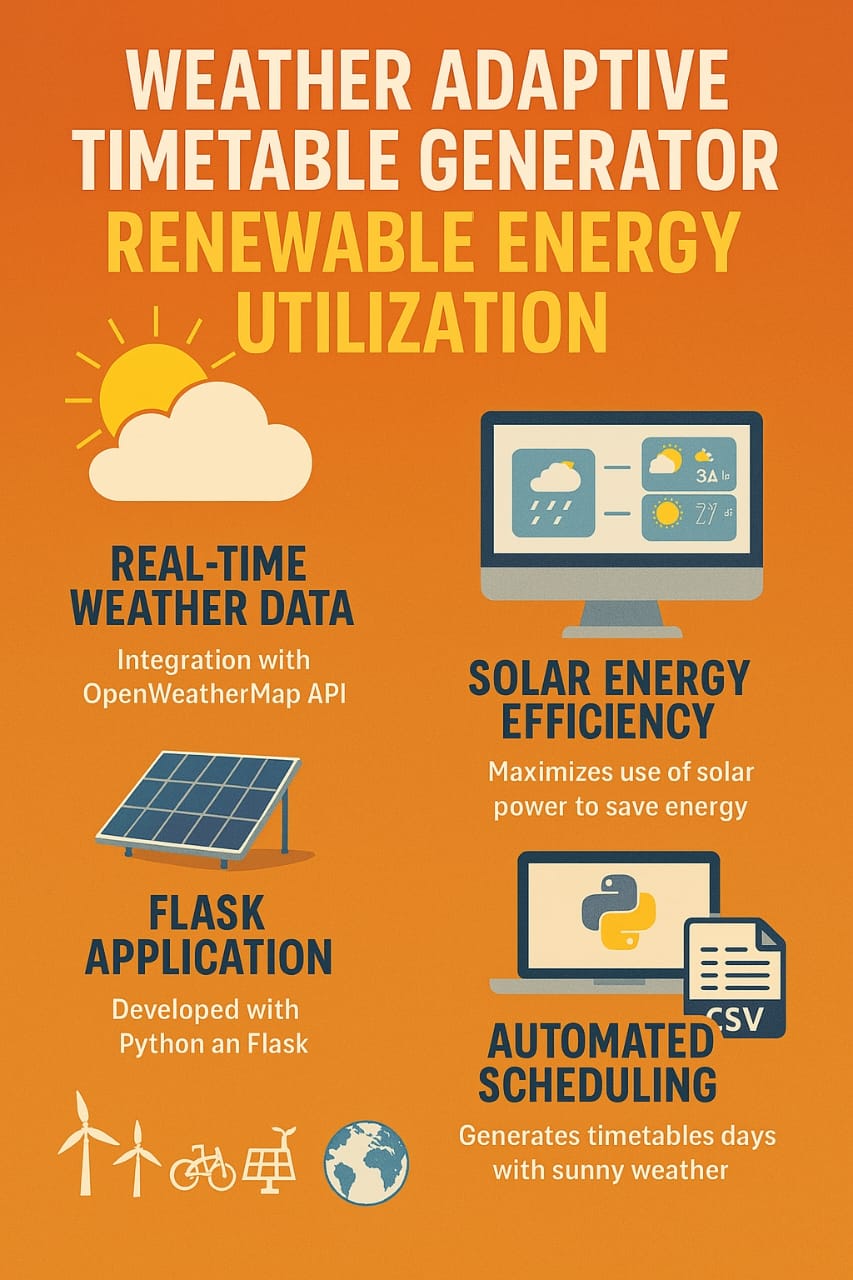 WEATHER ADAPTIVE
TIMETABLE GENERATOR
RENEWABLE ENERGY
UTILIZATION
REAL-TIME
WEATHER DATA
Integration with
OpenWeatherMap API
SOLAR ENERGY
EFFICIENCY
Maximizes use of solar
power to save energy
FLASK
APPLICATION
Developed with
Python an Flask
CSV
AUTOMATED
SCHEDULING
Generates timetables days
with sunny weather